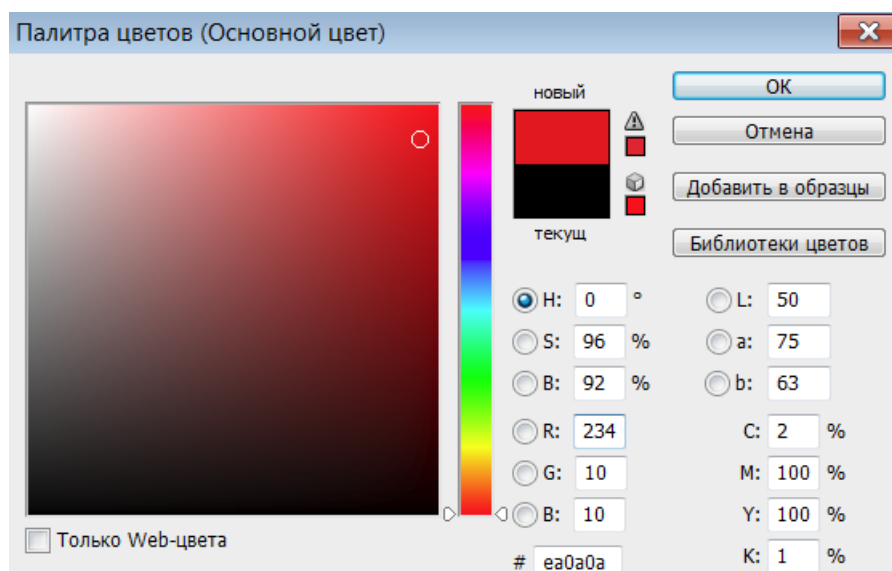 Палитра цветов (Основной цвет)
новый
текущ
ОК
Отмена
Добавить в образцы
Библиотеки цветов
H: 0 °
S: 96 %
B: 92 %
R: 234
G: 10
B: 10
# ea0a0a
L: 50
a: 75
b: 63
C: 2 %
M: 100 %
Y: 100 %
K: 1 %
Только Web-цвета